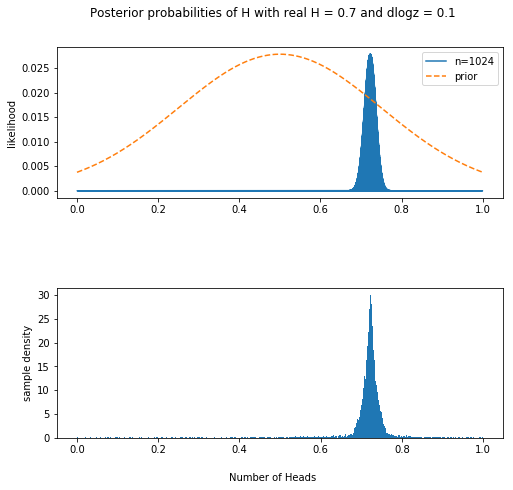 Posterior probabilities of H with real H = 0.7 and dlogz = 0.1
n=1024
prior
likelihood
0.025
0.020
0.015
0.010
0.005
0.000
0.0 0.2 0.4 0.6 0.8 1.0
sample density
30
25
20
15
10
5
0
0.0 0.2 0.4 0.6 0.8 1.0
Number of Heads